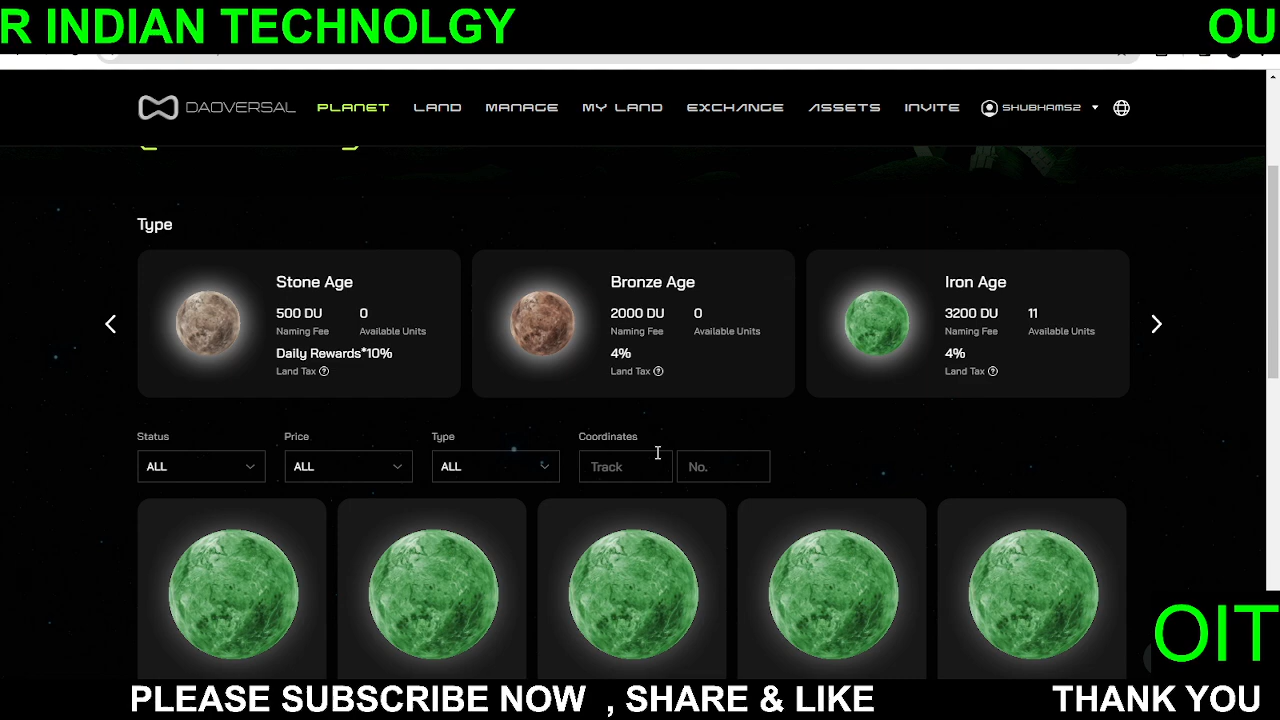 R INDIAN TECHNOLGY OU
DAOVERSAL PLANET LAND MANAGE MY LAND EXCHANGE ASSETS INVITE SHUBHAMS2
Type
Stone Age Bronze Age Iron Age
500 DU 0 2000 DU 0 3200 DU 11
Naming Fee Available Units Naming Fee Available Units Naming Fee Available Units
Daily Rewards*10% 4% 4%
Land Tax ? Land Tax ? Land Tax ?
Status Price Type Coordinates
ALL ALL ALL Track No.
OIT
PLEASE SUBSCRIBE NOW , SHARE & LIKE THANK YOU